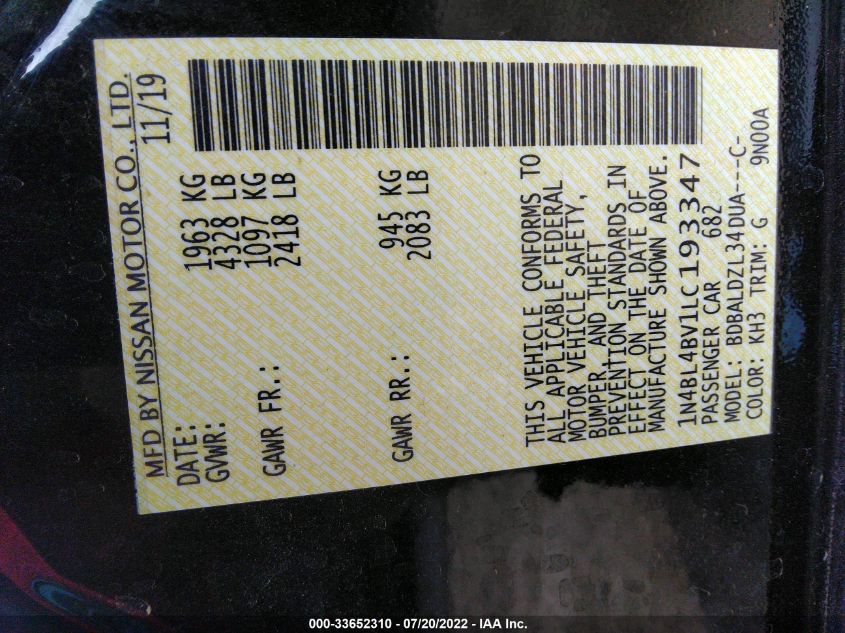 MFD BY NISSAN MOTOR CO., LTD.
DATE: 11/19
GVWR: 1963 KG
4328 LB
GAWR FR.: 1097 KG
2418 LB
GAWR RR.: 945 KG
2083 LB
THIS VEHICLE CONFORMS TO
ALL APPLICABLE FEDERAL
MOTOR VEHICLE SAFETY,
BUMPER, AND THEFT
PREVENTION STANDARDS IN
EFFECT ON THE DATE OF
MANUFACTURE SHOWN ABOVE.
1N4BL4BV1LC193347
PASSENGER CAR 682
MODEL: BDBALDZL34DUA---C-
COLOR: KH3 TRIM: G 9N00A
000-33652310 - 07/20/2022 - IAA Inc.